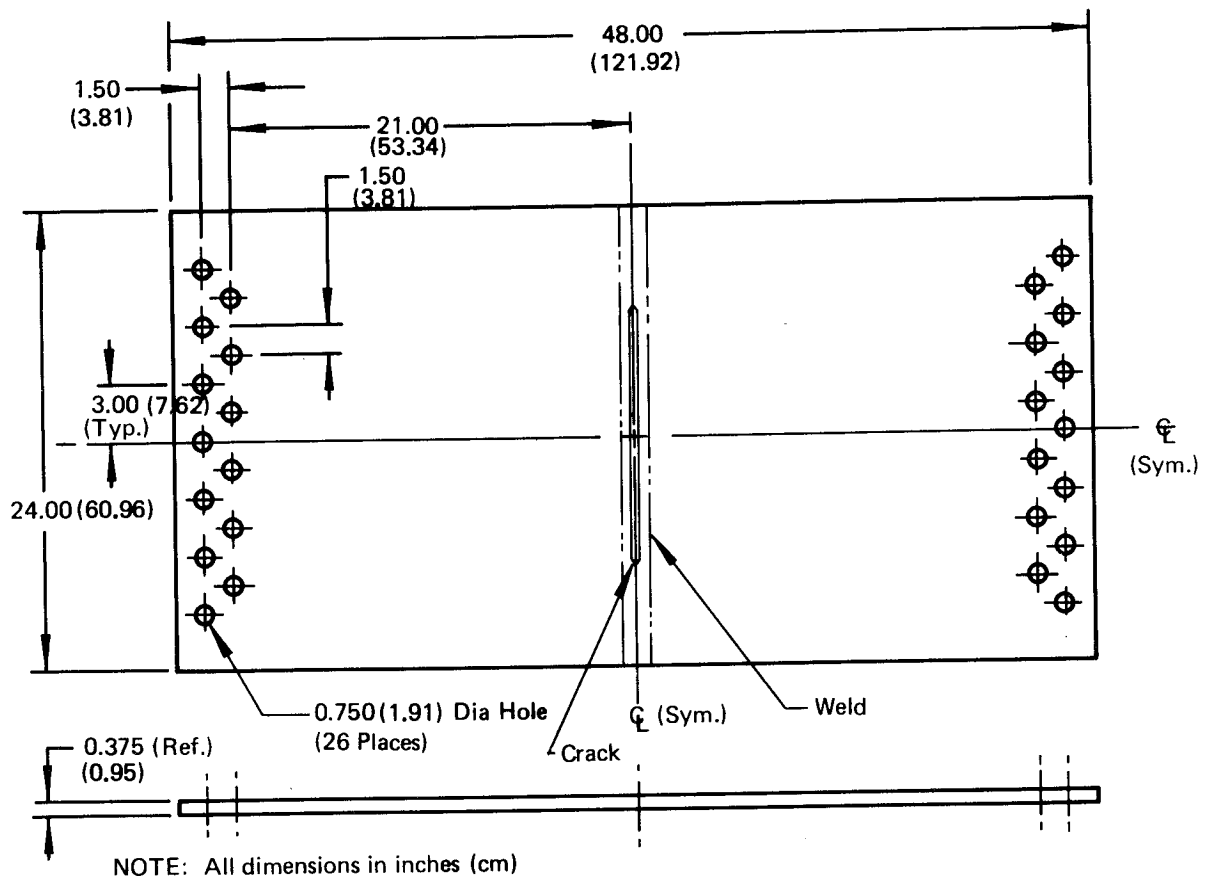 48.00
(121.92)
1.50
(3.81)
21.00
(53.34)
1.50
(3.81)
3.00 (7.62)
(Typ.)
℄
(Sym.)
24.00 (60.96)
0.750 (1.91) Dia Hole
(26 Places)
℄ (Sym.)
Weld
Crack
0.375 (Ref.)
(0.95)
NOTE: All dimensions in inches (cm)